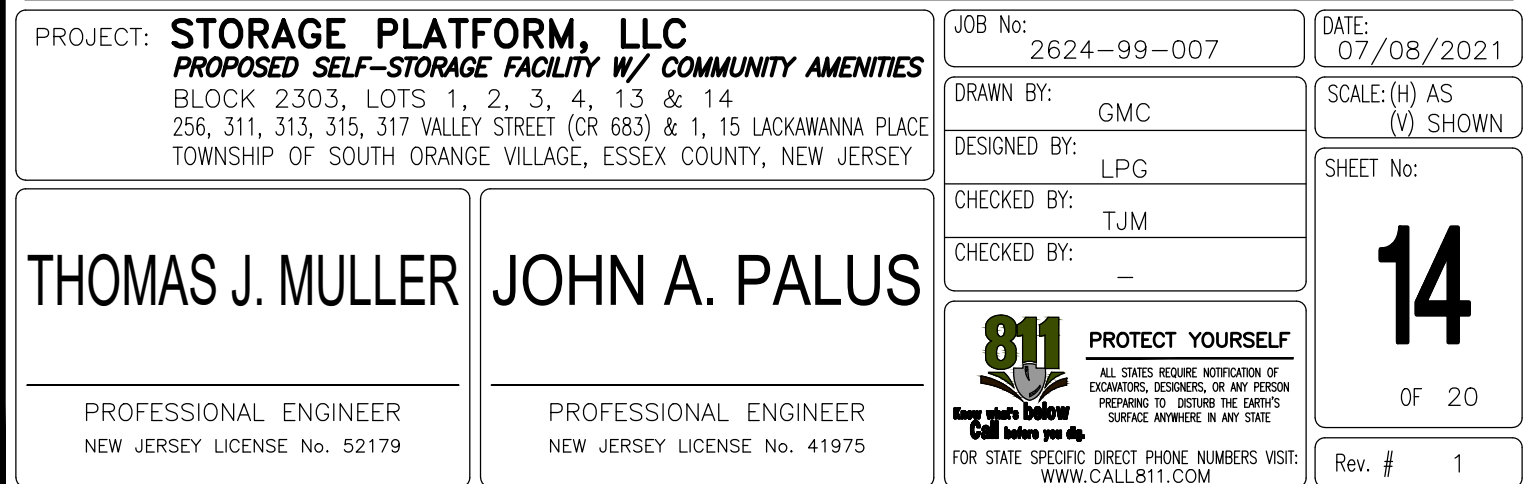 PROJECT: STORAGE PLATFORM, LLC
PROPOSED SELF-STORAGE FACILITY W/ COMMUNITY AMENITIES
BLOCK 2303, LOTS 1, 2, 3, 4, 13 & 14
256, 311, 313, 315, 317 VALLEY STREET (CR 683) & 1, 15 LACKAWANNA PLACE
TOWNSHIP OF SOUTH ORANGE VILLAGE, ESSEX COUNTY, NEW JERSEY
THOMAS J. MULLER
PROFESSIONAL ENGINEER
NEW JERSEY LICENSE No. 52179
JOHN A. PALUS
PROFESSIONAL ENGINEER
NEW JERSEY LICENSE No. 41975
JOB No:
2624-99-007
DRAWN BY:
GMC
DESIGNED BY:
LPG
CHECKED BY:
TJM
CHECKED BY:
–
811
Know what's below
Call before you dig.
PROTECT YOURSELF
ALL STATES REQUIRE NOTIFICATION OF
EXCAVATORS, DESIGNERS, OR ANY PERSON
PREPARING TO DISTURB THE EARTH'S
SURFACE ANYWHERE IN ANY STATE
FOR STATE SPECIFIC DIRECT PHONE NUMBERS VISIT:
WWW.CALL811.COM
DATE:
07/08/2021
SCALE: (H) AS
(V) SHOWN
SHEET No:
14
OF 20
Rev. # 1